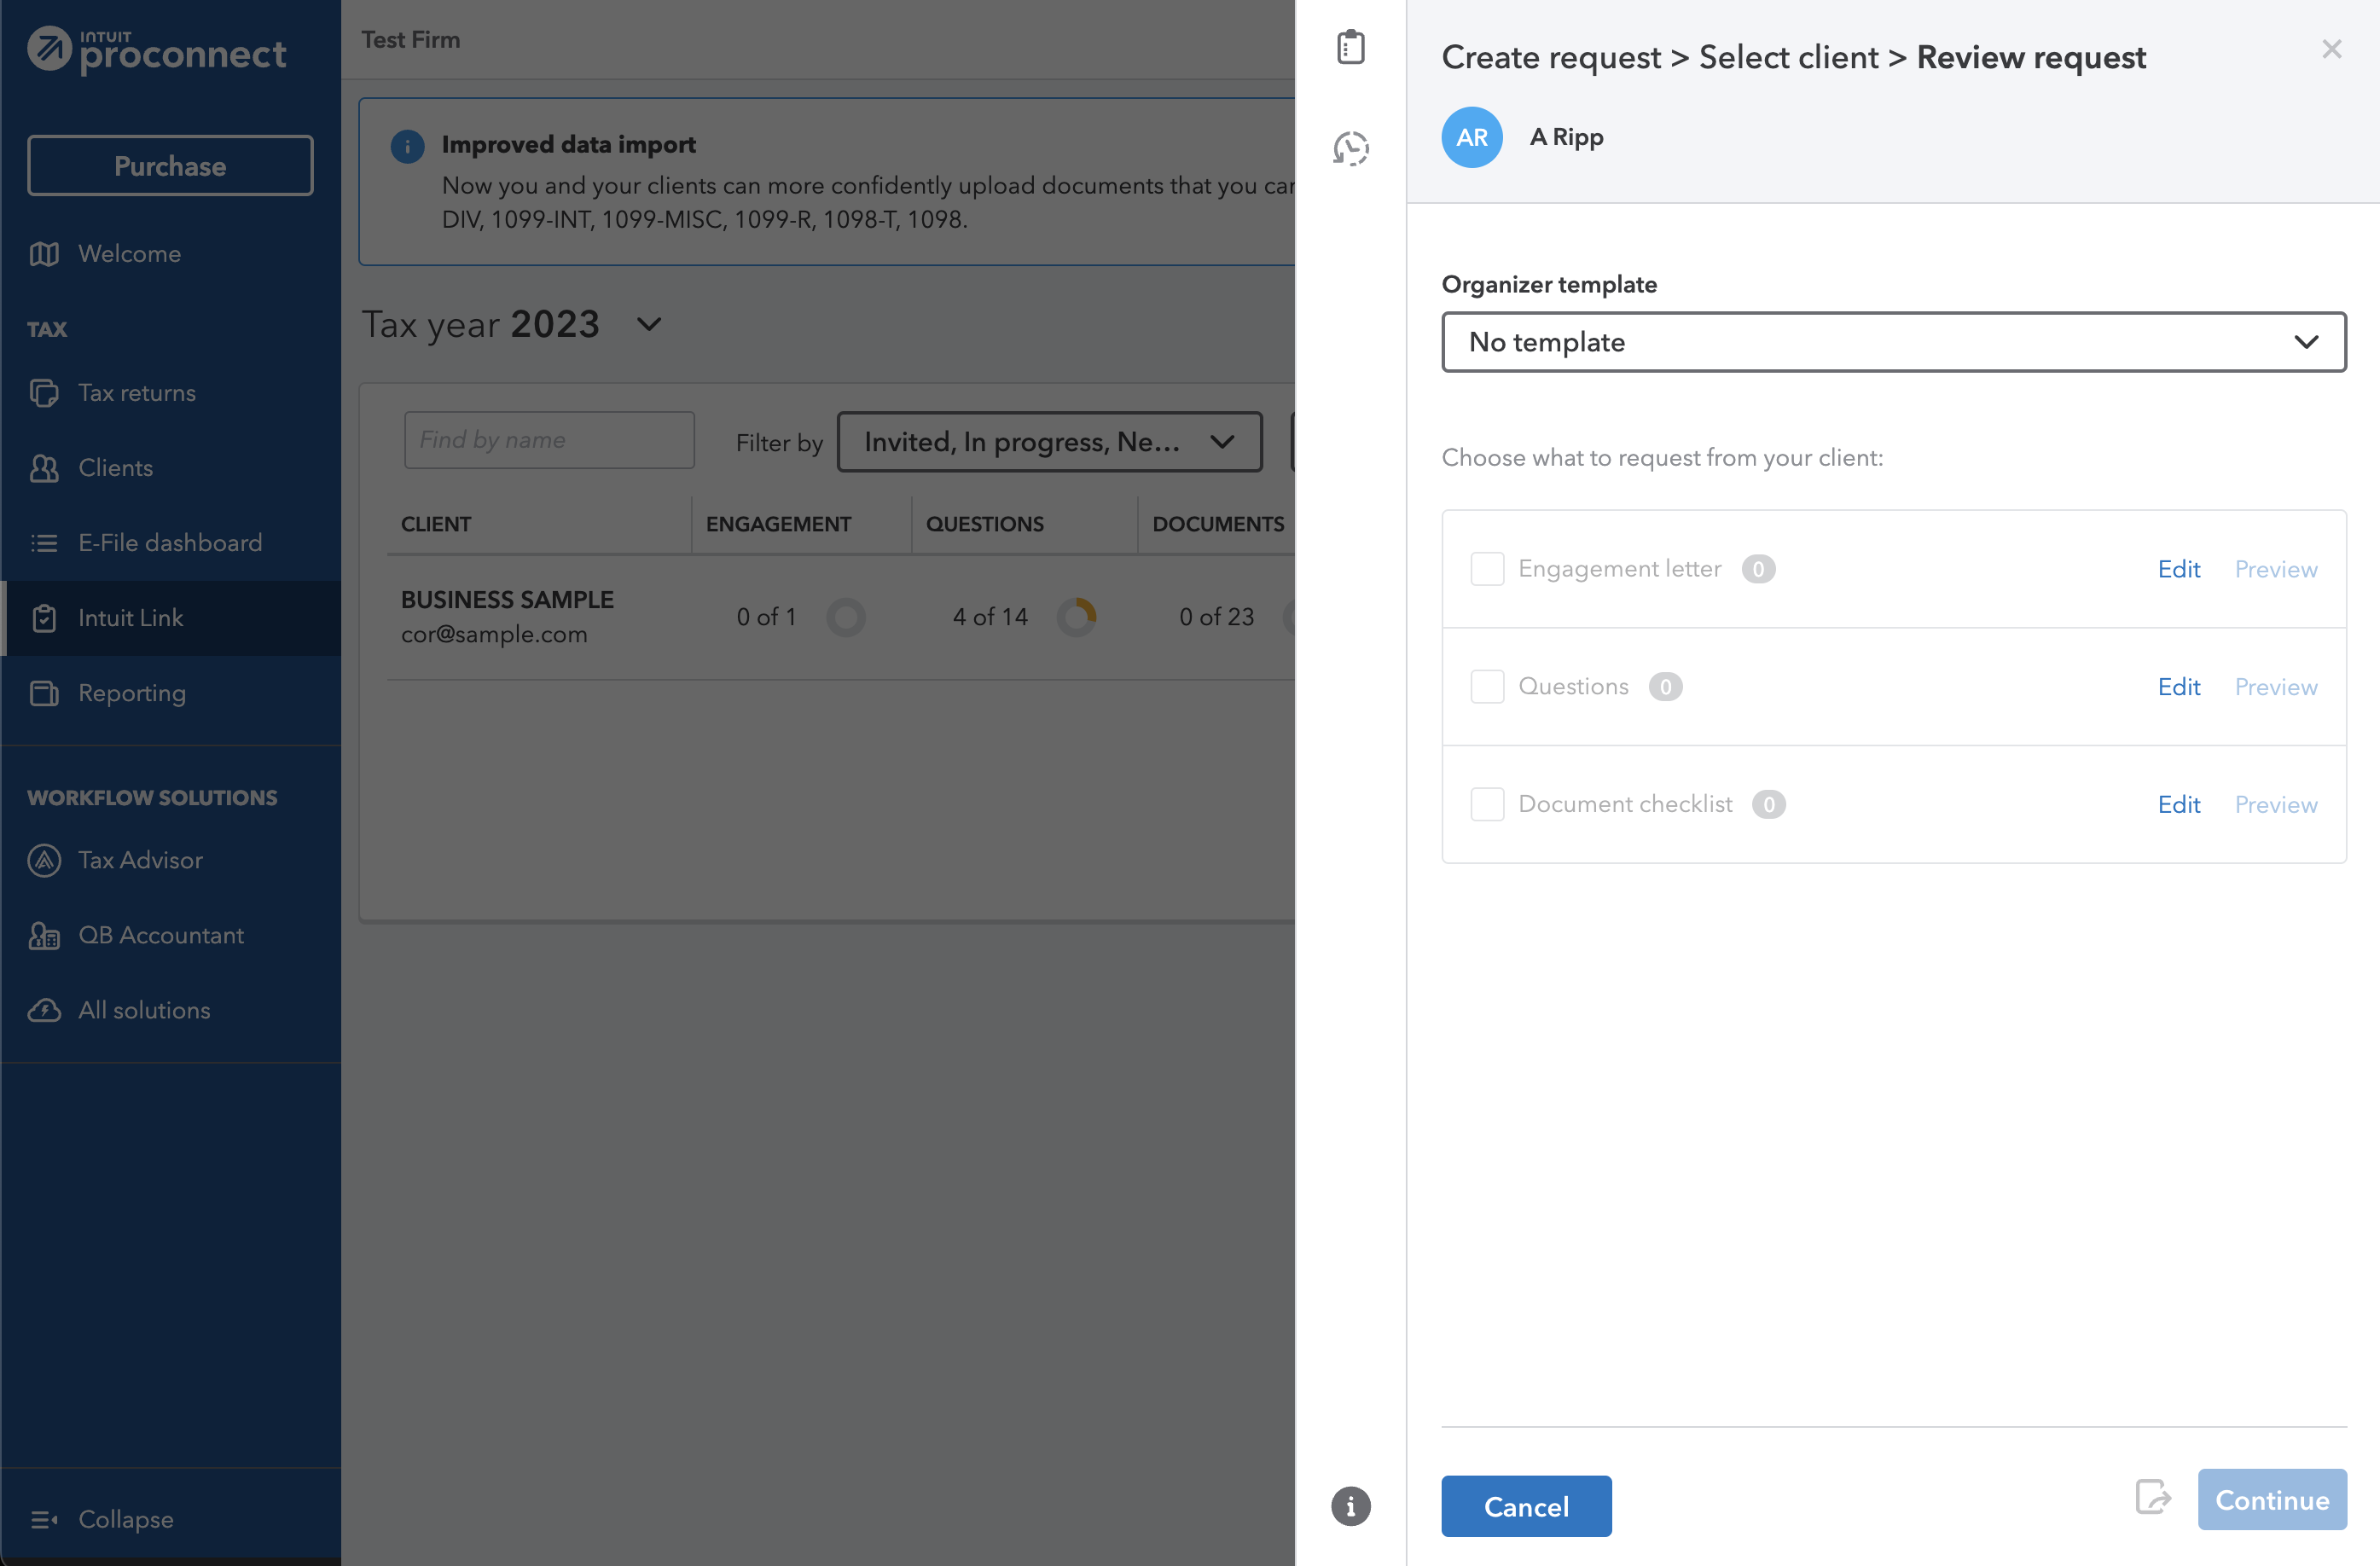 INTUIT
proconnect
Purchase
Welcome
TAX
Tax returns
Clients
E-File dashboard
Intuit Link
Reporting
WORKFLOW SOLUTIONS
Tax Advisor
QB Accountant
All solutions
Collapse
Test Firm
i
Improved data import
Now you and your clients can more confidently upload documents that you
DIV, 1099-INT, 1099-MISC, 1099-R, 1098-T, 1098.
Tax year 2023
Find by name
Filter by
Invited, In progress, Ne...
CLIENT ENGAGEMENT QUESTIONS DOCUMENTS
BUSINESS SAMPLE
cor@sample.com
0 of 1
4 of 14
0 of 23
i
Create request > Select client > Review request
AR
A Ripp
Organizer template
No template
Choose what to request from your client:
Engagement letter 0 Edit Preview
Questions 0 Edit Preview
Document checklist 0 Edit Preview
Cancel
Continue